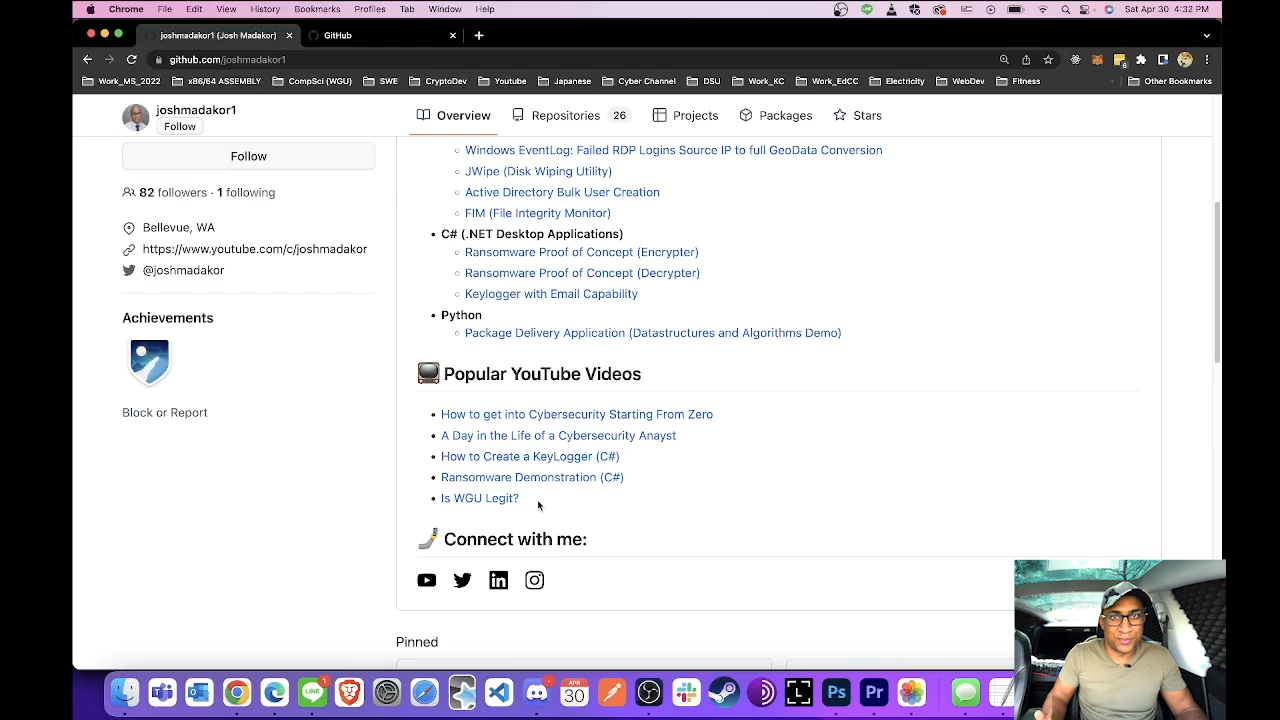 Chrome File Edit View History Bookmarks Profiles Tab Window Help Sat Apr 30 4:32 PM
joshmadakor1 (Josh Madakor) GitHub
github.com/joshmadakor1
Work_MS_2022 x86/64 ASSEMBLY CompSci (WGU) SWE CryptoDev Youtube Japanese Cyber Channel DSU Work_KC Work_EdCC Electricity WebDev Fitness Other Bookmarks
joshmadakor1
Follow
Overview Repositories 26 Projects Packages Stars
Follow
82 followers · 1 following
Bellevue, WA
https://www.youtube.com/c/joshmadakor
@joshmadakor
Achievements
Block or Report
Windows EventLog: Failed RDP Logins Source IP to full GeoData Conversion
JWipe (Disk Wiping Utility)
Active Directory Bulk User Creation
FIM (File Integrity Monitor)
C# (.NET Desktop Applications)
Ransomware Proof of Concept (Encrypter)
Ransomware Proof of Concept (Decrypter)
Keylogger with Email Capability
Python
Package Delivery Application (Datastructures and Algorithms Demo)
Popular YouTube Videos
How to get into Cybersecurity Starting From Zero
A Day in the Life of a Cybersecurity Anayst
How to Create a KeyLogger (C#)
Ransomware Demonstration (C#)
Is WGU Legit?
Connect with me:
Pinned
LINE 1 APR 30 L Ps Pr